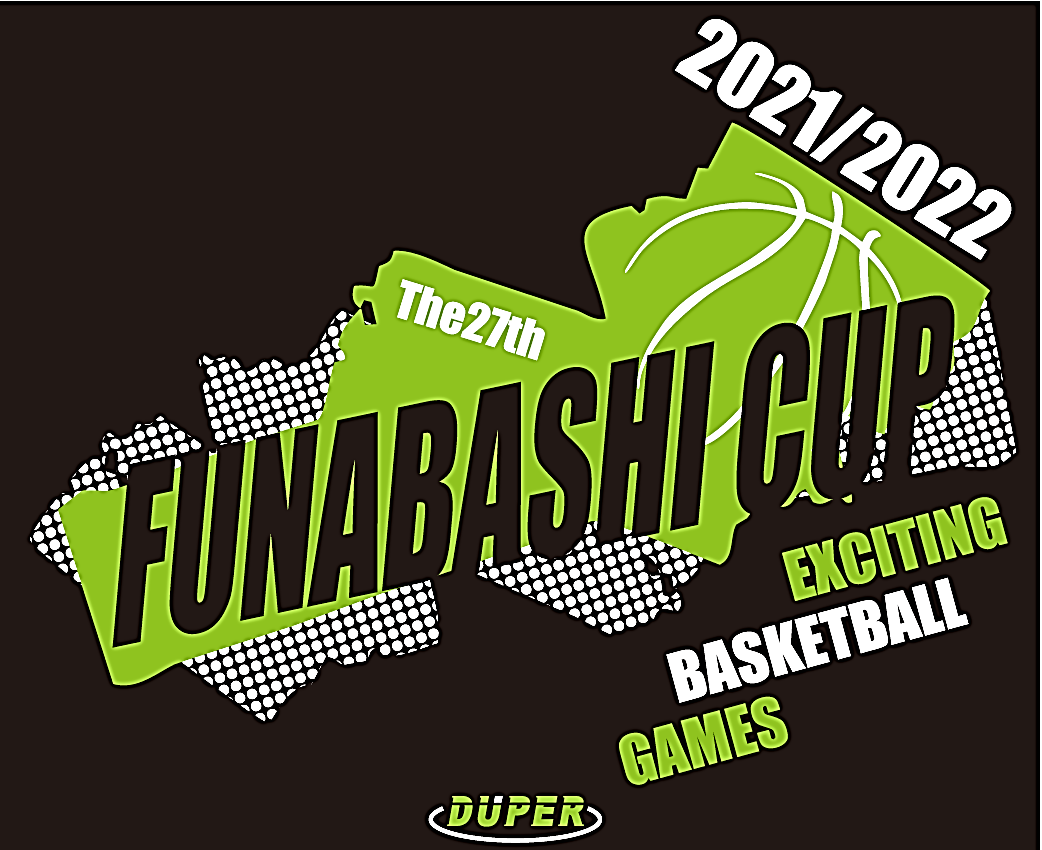 2021/2022
The27th
FUNABASHI CUP
EXCITING
BASKETBALL
GAMES
DUPER